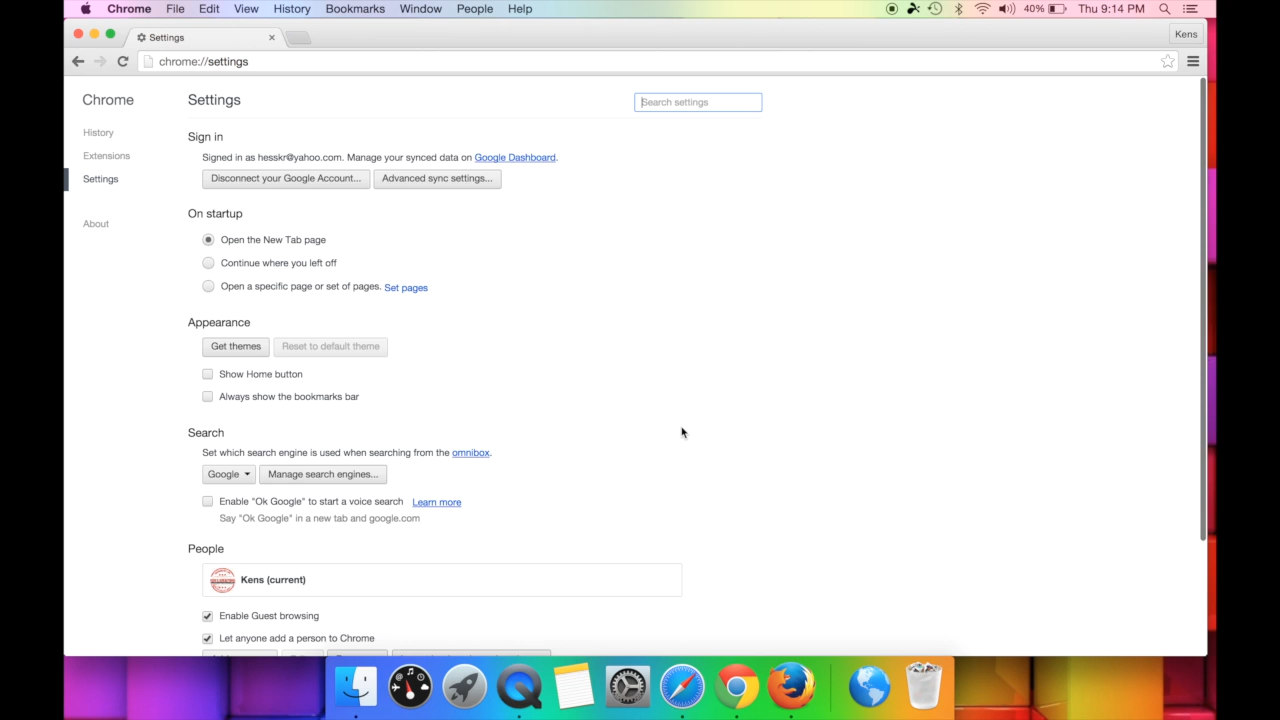 Chrome File Edit View History Bookmarks Window People Help 40% Thu 9:14 PM
Settings Kens
chrome://settings
Chrome
History
Extensions
Settings
About
Settings
Search settings
Sign in
Signed in as hesskr@yahoo.com. Manage your synced data on Google Dashboard.
Disconnect your Google Account... Advanced sync settings...
On startup
Open the New Tab page
Continue where you left off
Open a specific page or set of pages. Set pages
Appearance
Get themes Reset to default theme
Show Home button
Always show the bookmarks bar
Search
Set which search engine is used when searching from the omnibox.
Google Manage search engines...
Enable "Ok Google" to start a voice search Learn more
Say "Ok Google" in a new tab and google.com
People
Kens (current)
Enable Guest browsing
Let anyone add a person to Chrome